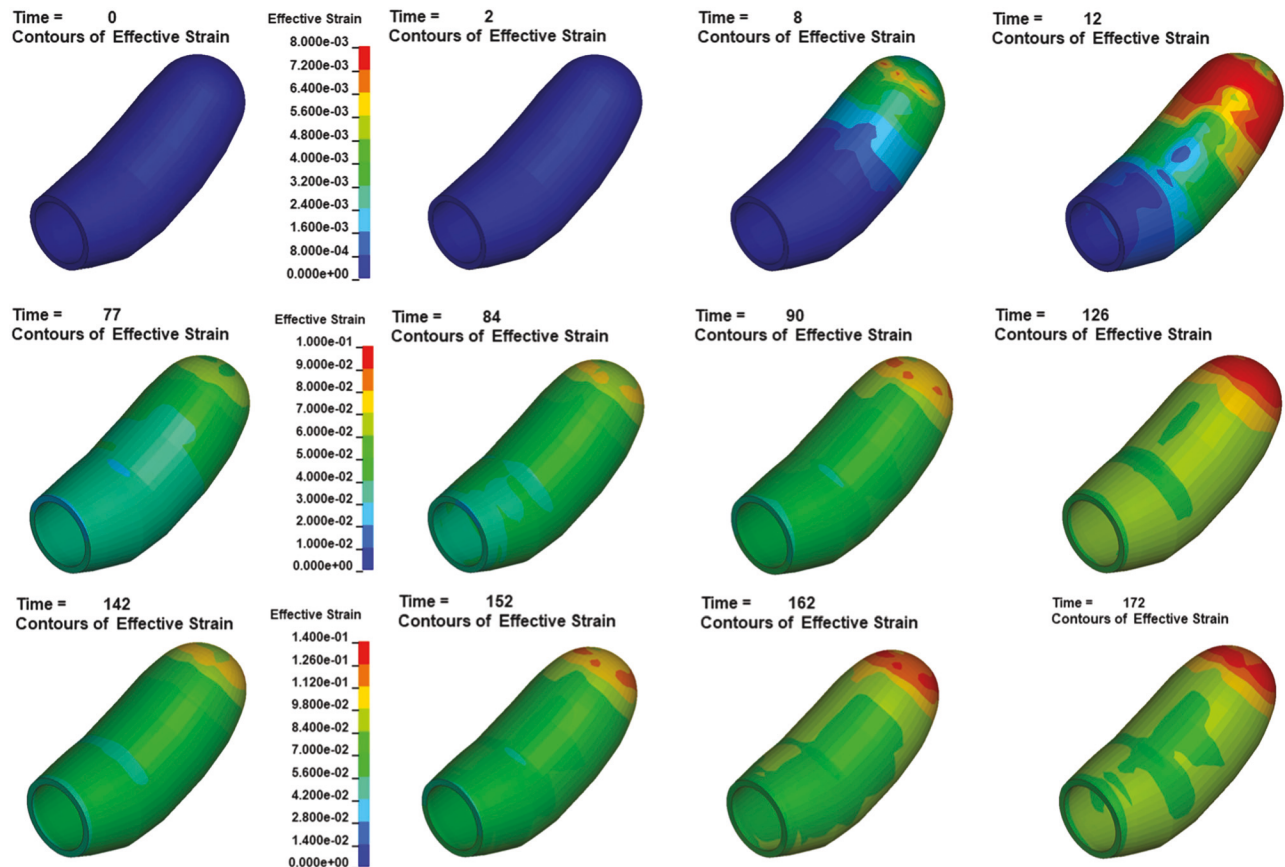 Time = 0
Contours of Effective Strain
Effective Strain
8.000e-03
7.200e-03
6.400e-03
5.600e-03
4.800e-03
4.000e-03
3.200e-03
2.400e-03
1.600e-03
8.000e-04
0.000e+00
Time = 2
Contours of Effective Strain
Time = 8
Contours of Effective Strain
Time = 12
Contours of Effective Strain
Time = 77
Contours of Effective Strain
Effective Strain
1.000e-01
9.000e-02
8.000e-02
7.000e-02
6.000e-02
5.000e-02
4.000e-02
3.000e-02
2.000e-02
1.000e-02
0.000e+00
Time = 84
Contours of Effective Strain
Time = 90
Contours of Effective Strain
Time = 126
Contours of Effective Strain
Time = 142
Contours of Effective Strain
Effective Strain
1.400e-01
1.260e-01
1.120e-01
9.800e-02
8.400e-02
7.000e-02
5.600e-02
4.200e-02
2.800e-02
1.400e-02
0.000e+00
Time = 152
Contours of Effective Strain
Time = 162
Contours of Effective Strain
Time = 172
Contours of Effective Strain